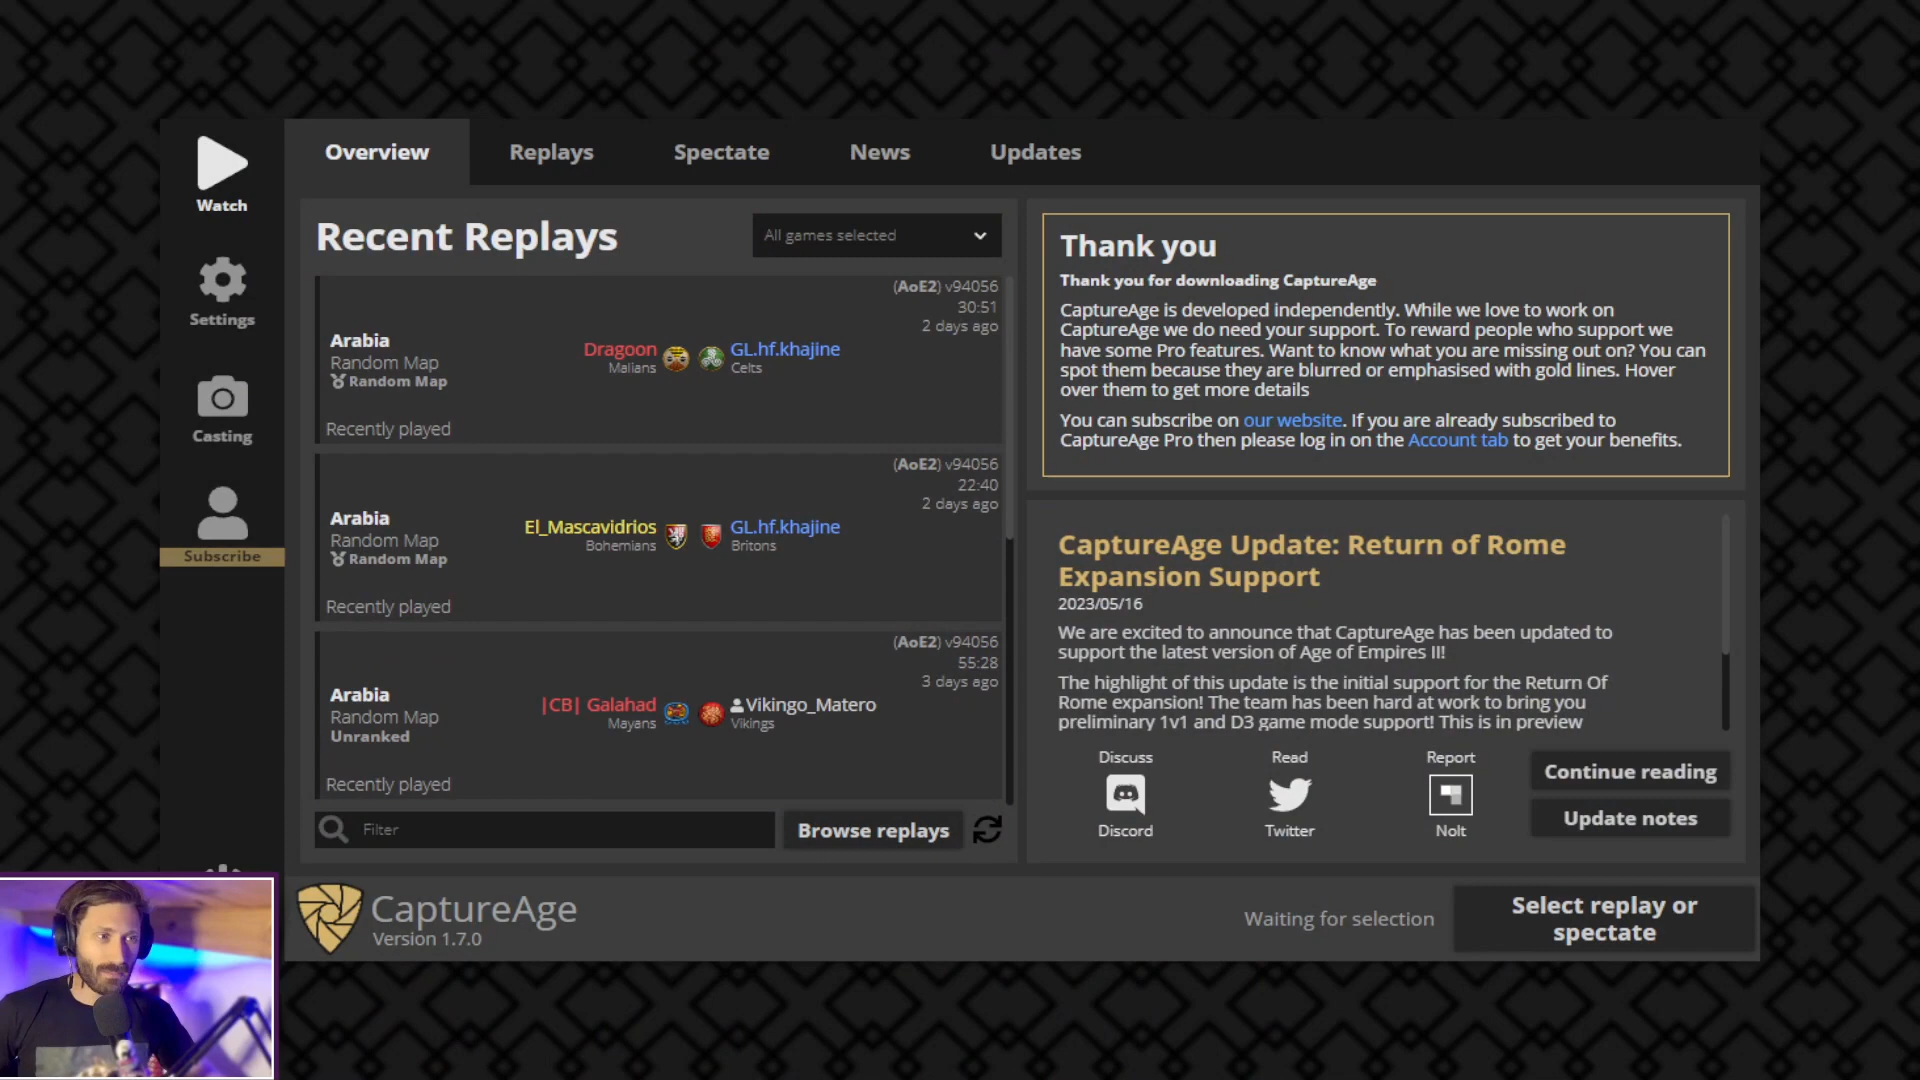 Overview
Replays
Spectate
News
Updates
Watch
Settings
Casting
Subscribe
Recent Replays
All games selected
(AoE2) v94056
30:51
2 days ago
Arabia
Random Map
Random Map
Dragoon
Malians
GL.hf.khajine
Celts
Recently played
(AoE2) v94056
22:40
2 days ago
Arabia
Random Map
Random Map
El_Mascavidrios
Bohemians
GL.hf.khajine
Britons
Recently played
(AoE2) v94056
55:28
3 days ago
Arabia
Random Map
Unranked
|CB| Galahad
Mayans
Vikingo_Matero
Vikings
Recently played
Filter
Browse replays
Thank you
Thank you for downloading CaptureAge
CaptureAge is developed independently. While we love to work on
CaptureAge we do need your support. To reward people who support we
have some Pro features. Want to know what you are missing out on? You can
spot them because they are blurred or emphasised with gold lines. Hover
over them to get more details
You can subscribe on our website. If you are already subscribed to
CaptureAge Pro then please log in on the Account tab to get your benefits.
CaptureAge Update: Return of Rome
Expansion Support
2023/05/16
We are excited to announce that CaptureAge has been updated to
support the latest version of Age of Empires II!
The highlight of this update is the initial support for the Return Of
Rome expansion! The team has been hard at work to bring you
preliminary 1v1 and D3 game mode support! This is in preview
Discuss
Discord
Read
Twitter
Report
Nolt
Continue reading
Update notes
CaptureAge
Version 1.7.0
Waiting for selection
Select replay or
spectate